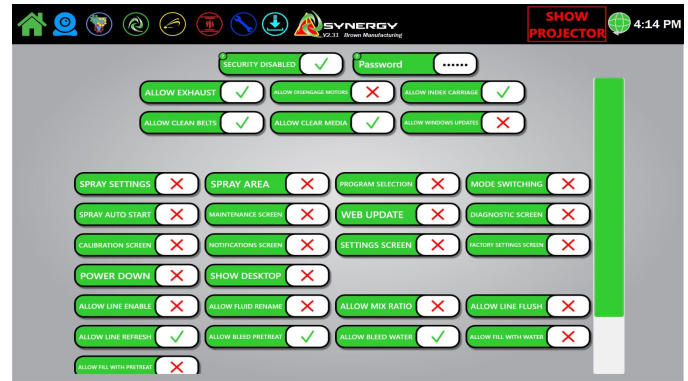 SYNERGY
V2.31 Brown Manufacturing
SHOW
PROJECTOR
4:14 PM
SECURITY DISABLED
Password ••••••
ALLOW EXHAUST
ALLOW DISENGAGE MOTORS
ALLOW INDEX CARRIAGE
ALLOW CLEAN BELTS
ALLOW CLEAR MEDIA
ALLOW WINDOWS UPDATES
SPRAY SETTINGS
SPRAY AREA
PROGRAM SELECTION
MODE SWITCHING
SPRAY AUTO START
MAINTENANCE SCREEN
WEB UPDATE
DIAGNOSTIC SCREEN
CALIBRATION SCREEN
NOTIFICATIONS SCREEN
SETTINGS SCREEN
FACTORY SETTINGS SCREEN
POWER DOWN
SHOW DESKTOP
ALLOW LINE ENABLE
ALLOW FLUID RENAME
ALLOW MIX RATIO
ALLOW LINE FLUSH
ALLOW LINE REFRESH
ALLOW BLEED PRETREAT
ALLOW BLEED WATER
ALLOW FILL WITH WATER
ALLOW FILL WITH PRETREAT